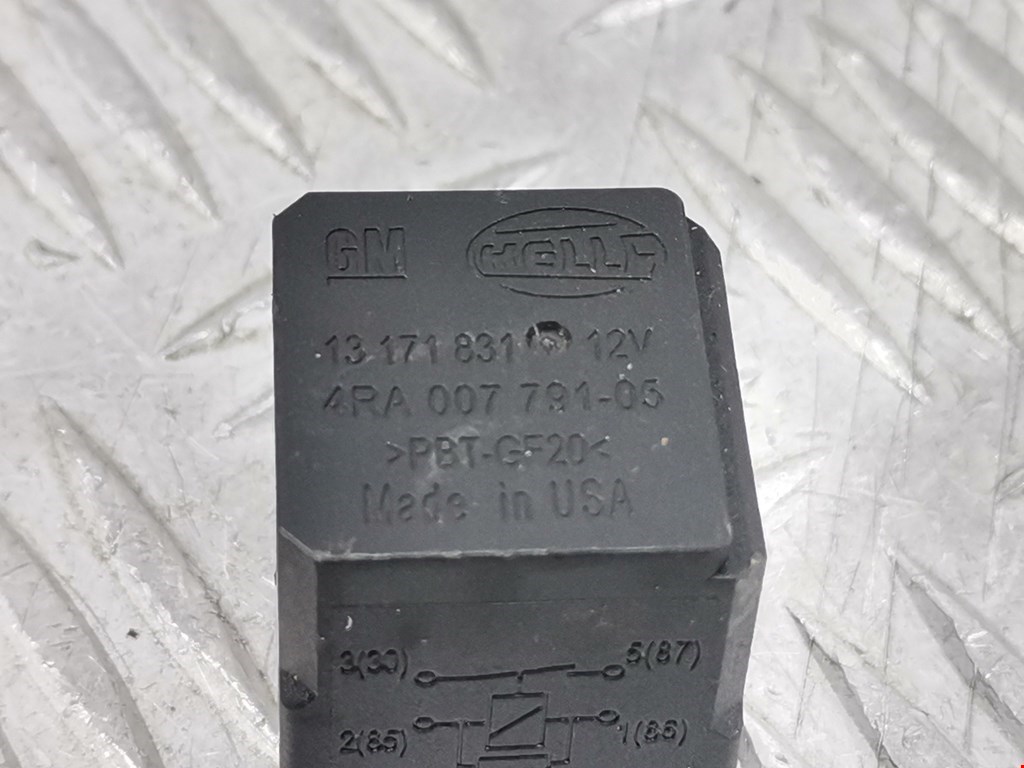 GM HELLA
13 171 831 12V
4RA 007 791-05
>PBT-GF20<
Made in USA
3(30) 5(87)
2(85) 1(86)